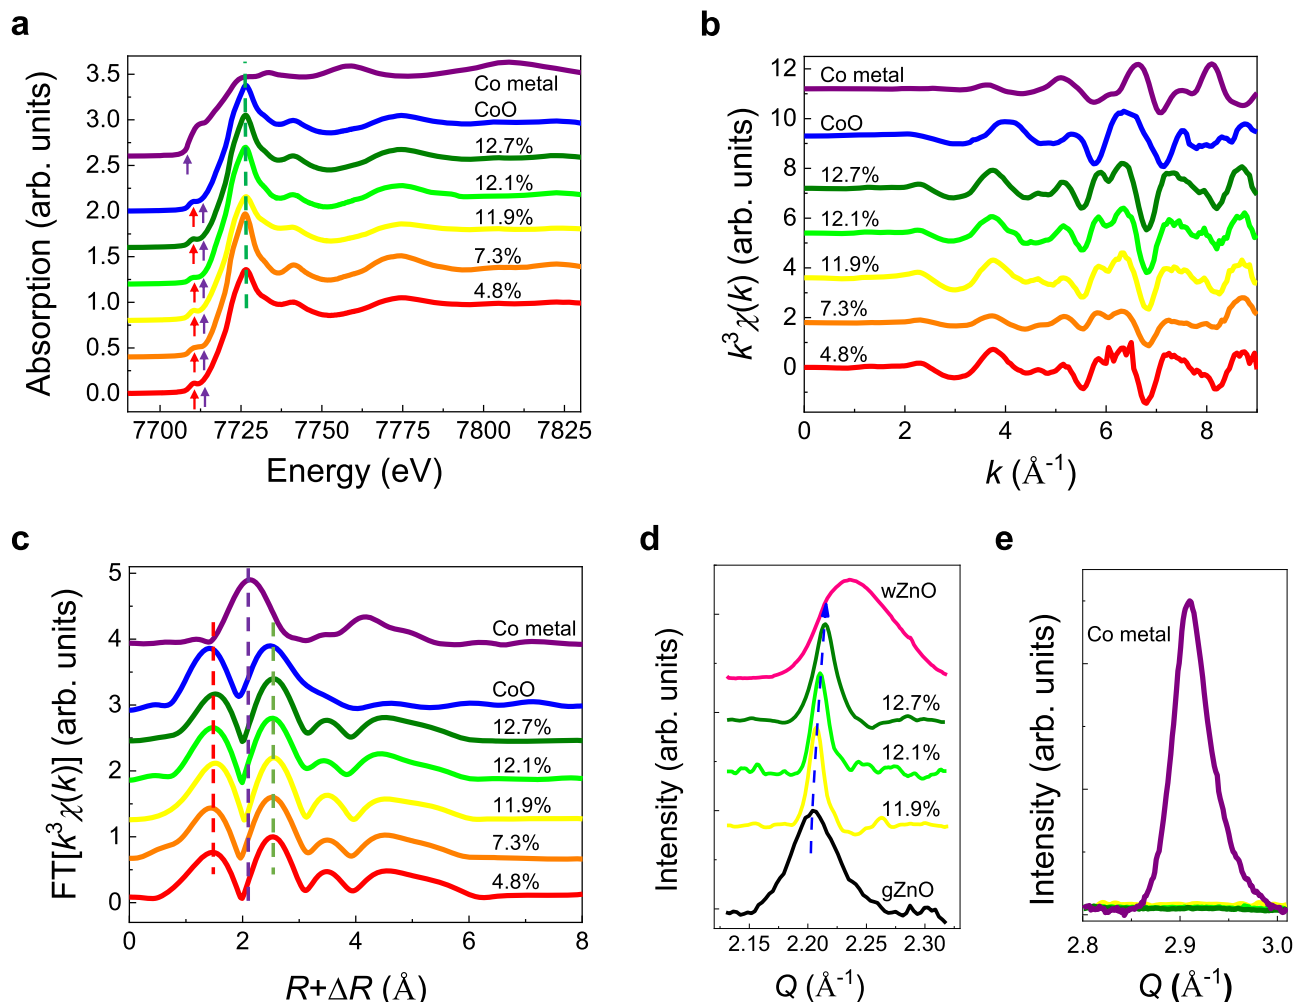 a
Absorption (arb. units)
3.5
3.0
2.5
2.0
1.5
1.0
0.5
0.0
Co metal
CoO
12.7%
12.1%
11.9%
7.3%
4.8%
7700 7725 7750 7775 7800 7825
Energy (eV)
b
k³χ(k) (arb. units)
12
10
8
6
4
2
0
Co metal
CoO
12.7%
12.1%
11.9%
7.3%
4.8%
0 2 4 6 8
k (Å⁻¹)
c
FT[k³χ(k)] (arb. units)
5
4
3
2
1
0
Co metal
CoO
12.7%
12.1%
11.9%
7.3%
4.8%
0 2 4 6 8
R+ΔR (Å)
d
Intensity (arb. units)
wZnO
12.7%
12.1%
11.9%
gZnO
2.15 2.20 2.25 2.30
Q (Å⁻¹)
e
Intensity (arb. units)
Co metal
2.8 2.9 3.0
Q (Å⁻¹)